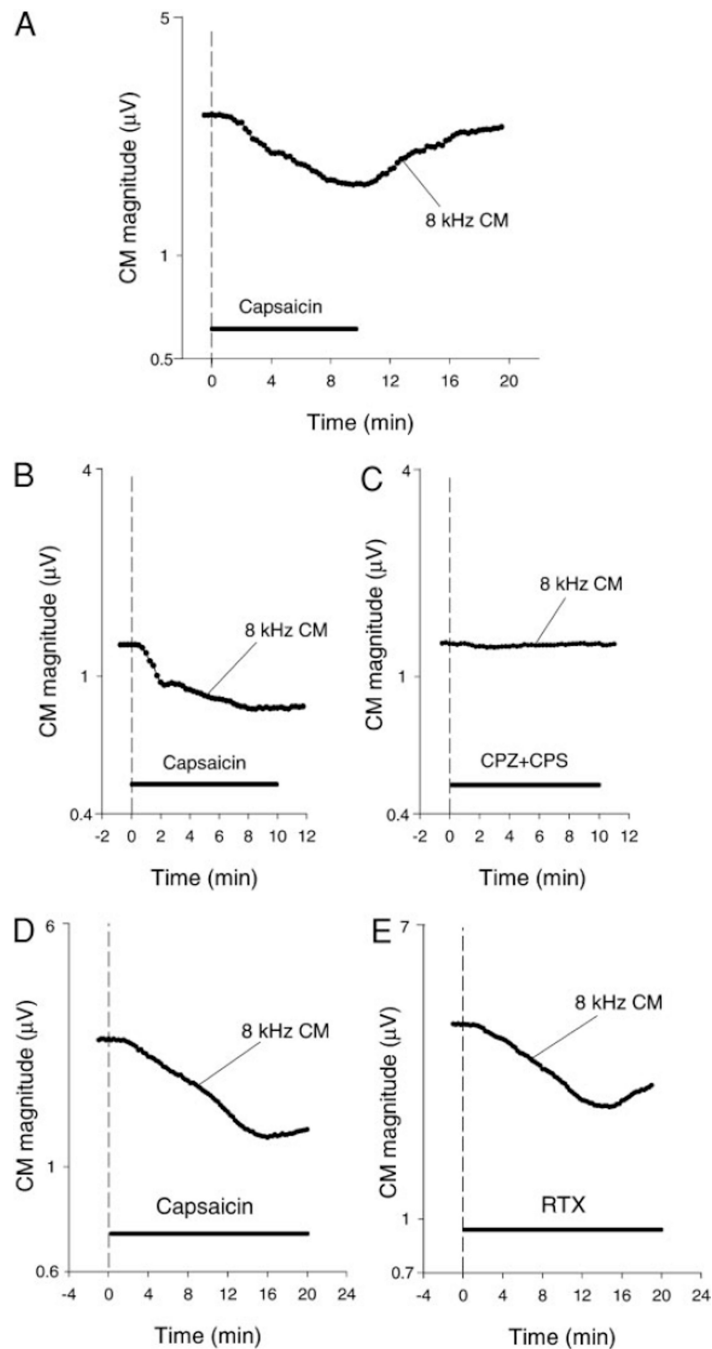 A
5
CM magnitude (μV)
8 kHz CM
1
Capsaicin
0.5
0 4 8 12 16 20
Time (min)
B
4
CM magnitude (μV)
8 kHz CM
1
Capsaicin
0.4
-2 0 2 4 6 8 10 12
Time (min)
C
4
CM magnitude (μV)
8 kHz CM
1
CPZ+CPS
0.4
-2 0 2 4 6 8 10 12
Time (min)
D
6
CM magnitude (μV)
8 kHz CM
1
Capsaicin
0.6
-4 0 4 8 12 16 20 24
Time (min)
E
7
CM magnitude (μV)
8 kHz CM
1
RTX
0.7
-4 0 4 8 12 16 20 24
Time (min)